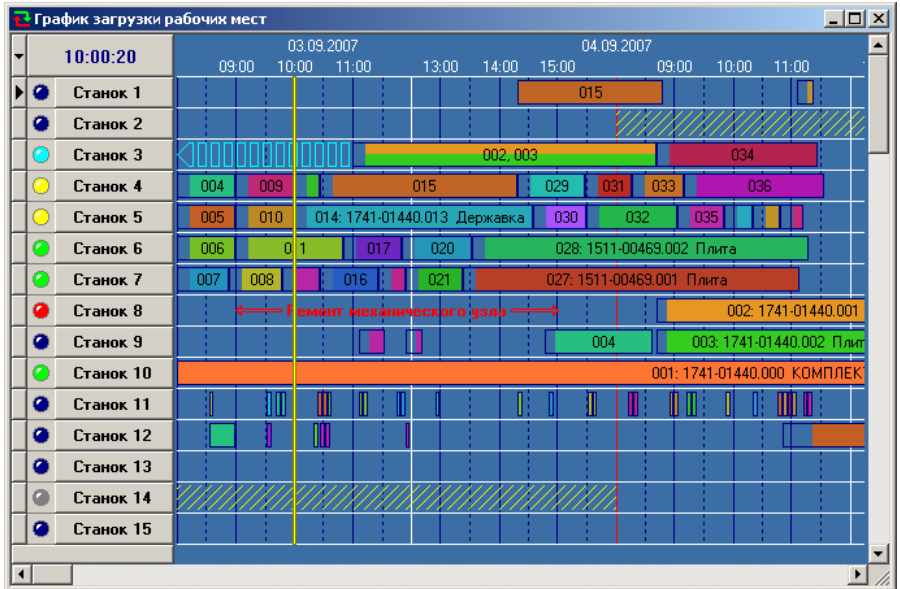 График загрузки рабочих мест
10:00:20
03.09.2007 04.09.2007
09:00 10:00 11:00 13:00 14:00 15:00 09:00 10:00 11:00
Станок 1 015
Станок 2
Станок 3 002, 003 034
Станок 4 004 009 015 029 031 033 036
Станок 5 005 010 014: 1741-01440.013 Державка 030 032 035
Станок 6 006 017 020 028: 1511-00469.002 Плита
Станок 7 007 008 016 021 027: 1511-00469.001 Плита
Станок 8 Ремонт механического узла 002: 1741-01440.001
Станок 9 004 003: 1741-01440.002 Плит
Станок 10 001: 1741-01440.000 КОМПЛЕК
Станок 11
Станок 12
Станок 13
Станок 14
Станок 15